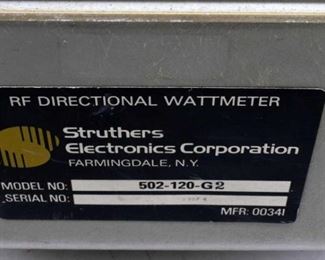 RF DIRECTIONAL WATTMETER
Struthers
Electronics Corporation
FARMINGDALE, N.Y.
MODEL NO: 502-120-G2
SERIAL NO:
MFR: 00341